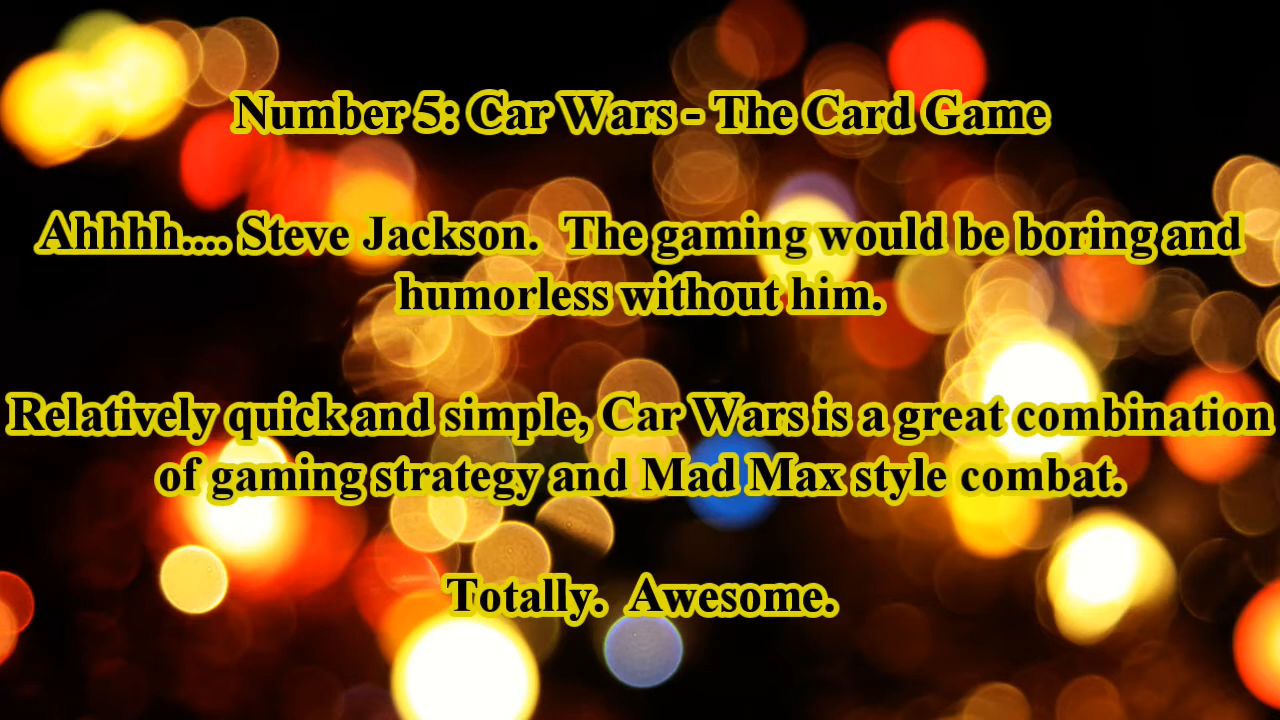 Number 5: Car Wars - The Card Game
Ahhhh.... Steve Jackson.  The gaming would be boring and
humorless without him.
Relatively quick and simple, Car Wars is a great combination
of gaming strategy and Mad Max style combat.
Totally.  Awesome.